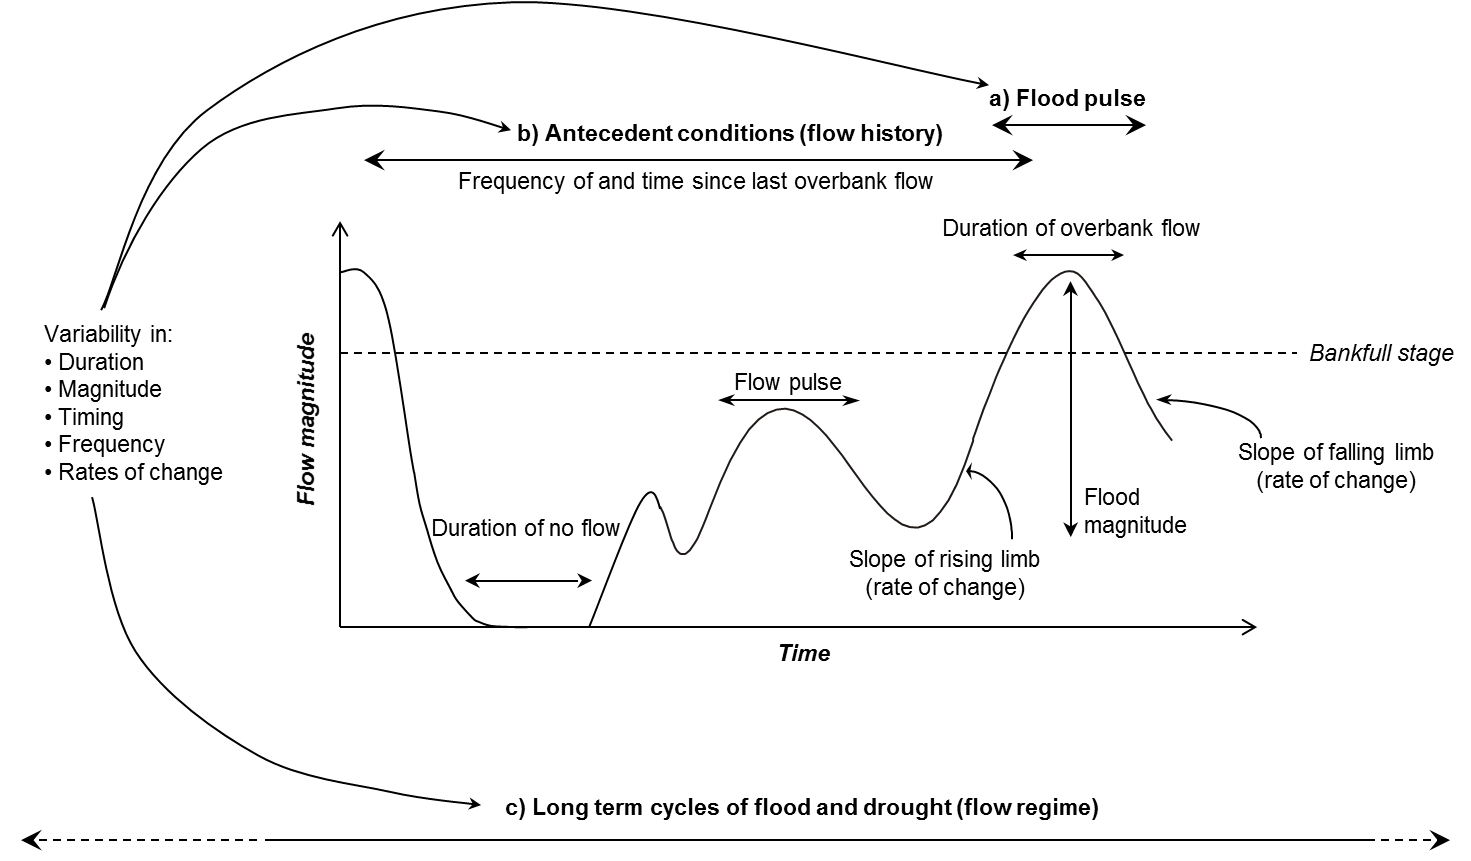 a) Flood pulse
b) Antecedent conditions (flow history)
Frequency of and time since last overbank flow
Duration of overbank flow
Variability in:
• Duration
• Magnitude
• Timing
• Frequency
• Rates of change
Flow magnitude
Bankfull stage
Flow pulse
Slope of falling limb
(rate of change)
Flood
magnitude
Duration of no flow
Slope of rising limb
(rate of change)
Time
c) Long term cycles of flood and drought (flow regime)